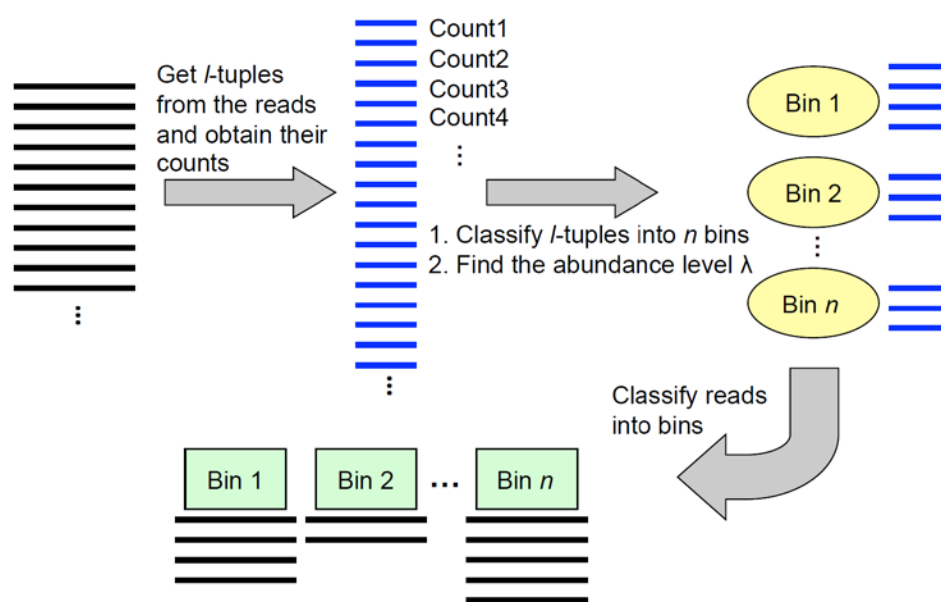 Get l-tuples
from the reads
and obtain their
counts
Count1
Count2
Count3
Count4
...
1. Classify l-tuples into n bins
2. Find the abundance level λ
Bin 1
Bin 2
...
Bin n
...
...
Classify reads
into bins
Bin 1 Bin 2 ... Bin n